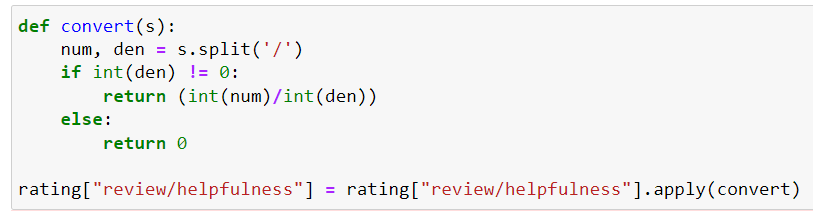 def convert(s):
    num, den = s.split('/')
    if int(den) != 0:
        return (int(num)/int(den))
    else:
        return 0

rating["review/helpfulness"] = rating["review/helpfulness"].apply(convert)